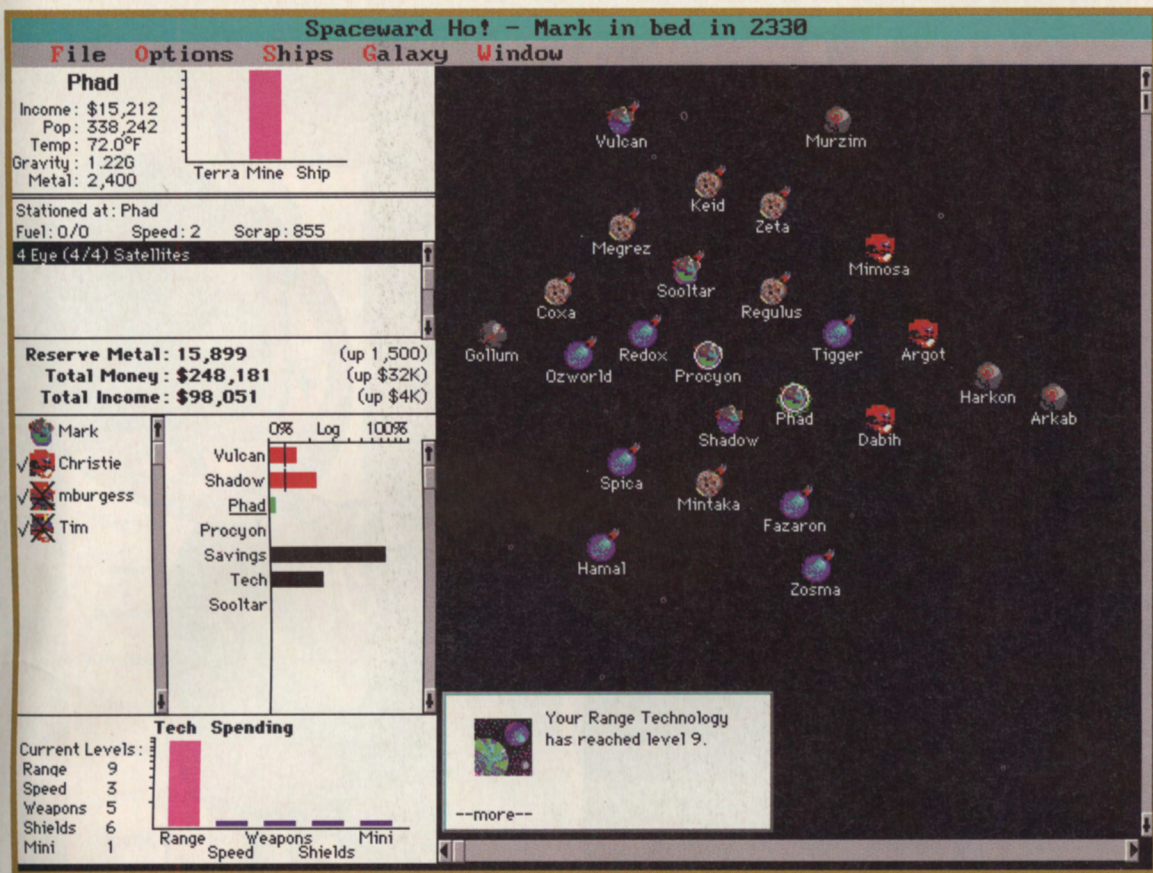 Spaceward Ho! - Mark in bed in 2330
File Options Ships Galaxy Window
Phad
Income: $15,212
Pop: 338,242
Temp: 72.0°F
Gravity: 1.22G
Metal: 2,400
Terra Mine Ship
Stationed at: Phad
Fuel: 0/0 Speed: 2 Scrap: 855
4 Eye (4/4) Satellites
Reserve Metal: 15,899 (up 1,500)
Total Money: $248,181 (up $32K)
Total Income: $98,051 (up $4K)
Mark
Christie
mburgess
Tim
0% Log 100%
Vulcan
Shadow
Phad
Procyon
Savings
Tech
Sooltar
Tech Spending
Current Levels:
Range 9
Speed 3
Weapons 5
Shields 6
Mini 1
Range Weapons Mini
Speed Shields
Vulcan
Murzim
Keid
Zeta
Megrez
Mimosa
Sooltar
Coxa
Regulus
Gollum
Ozworld
Redox
Procyon
Tigger
Argot
Harkon
Arkab
Shadow
Phad
Dabih
Spica
Mintaka
Fazaron
Hamal
Zosma
Your Range Technology
has reached level 9.
--more--